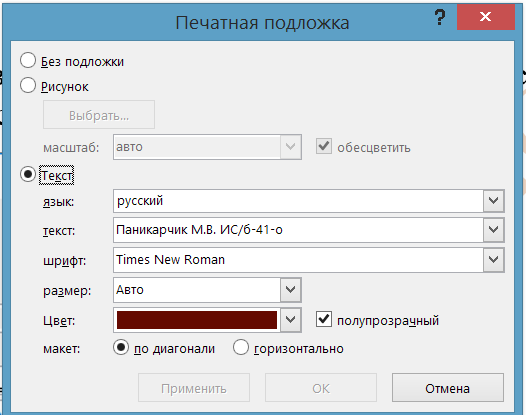 Печатная подложка
Без подложки
Рисунок
Выбрать...
масштаб: авто обесцветить
Текст
язык: русский
текст: Паникарчик М.В. ИС/б-41-о
шрифт: Times New Roman
размер: Авто
Цвет: полупрозрачный
макет: по диагонали горизонтально
Применить ОК Отмена